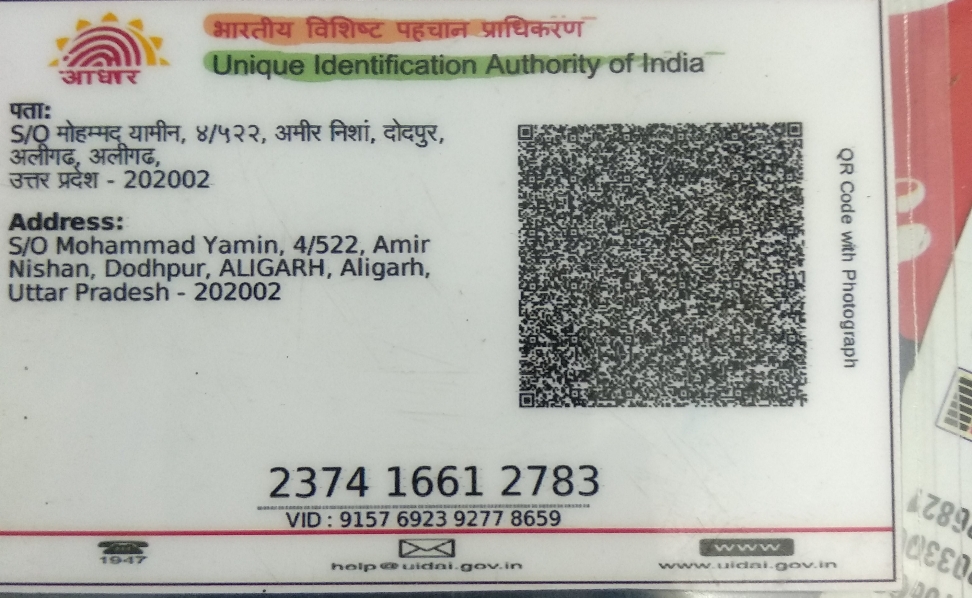 आधार
भारतीय विशिष्ट पहचान प्राधिकरण
Unique Identification Authority of India
पता:
S/O मोहम्मद यामीन, ४/५२२, अमीर निशां, दोदपुर,
अलीगढ, अलीगढ,
उत्तर प्रदेश - 202002
Address:
S/O Mohammad Yamin, 4/522, Amir
Nishan, Dodhpur, ALIGARH, Aligarh,
Uttar Pradesh - 202002
QR Code with Photograph
2374 1661 2783
VID : 9157 6923 9277 8659
1947
help@uidai.gov.in
www
www.uidai.gov.in